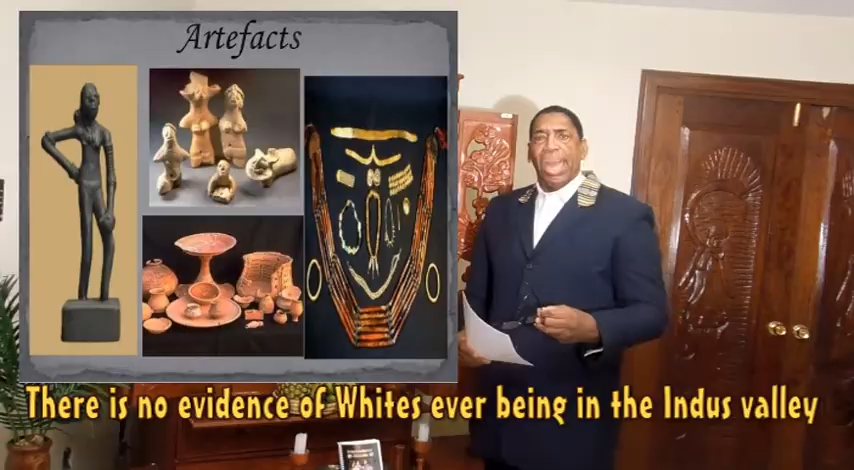 Artefacts
There is no evidence of Whites ever being in the Indus valley